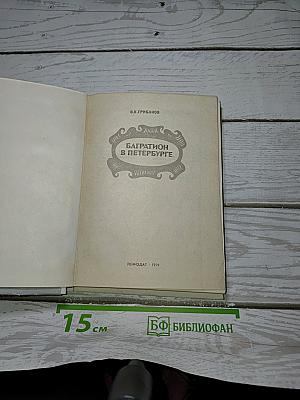 В.К.ГРИБАНОВ
БАГРАТИОН
В ПЕТЕРБУРГЕ
ЛЕНИЗДАТ · 1979
15 см
БФ БИБЛИОФАН